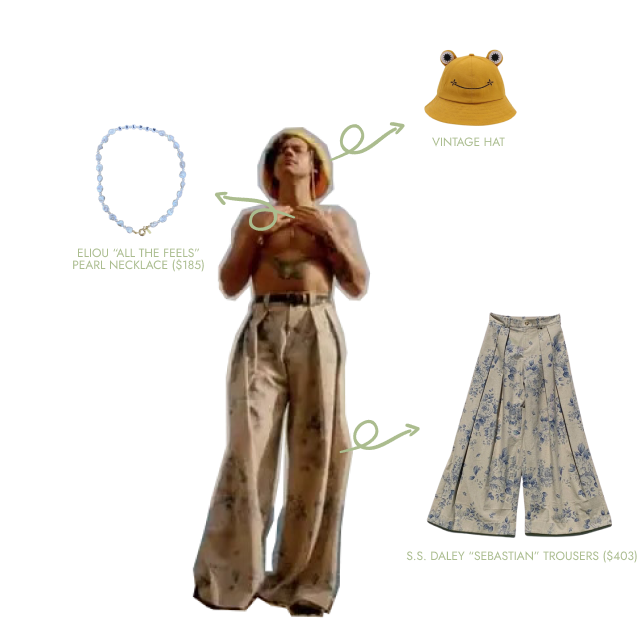 VINTAGE HAT
ELIOU “ALL THE FEELS”
PEARL NECKLACE ($185)
S.S. DALEY “SEBASTIAN” TROUSERS ($403)